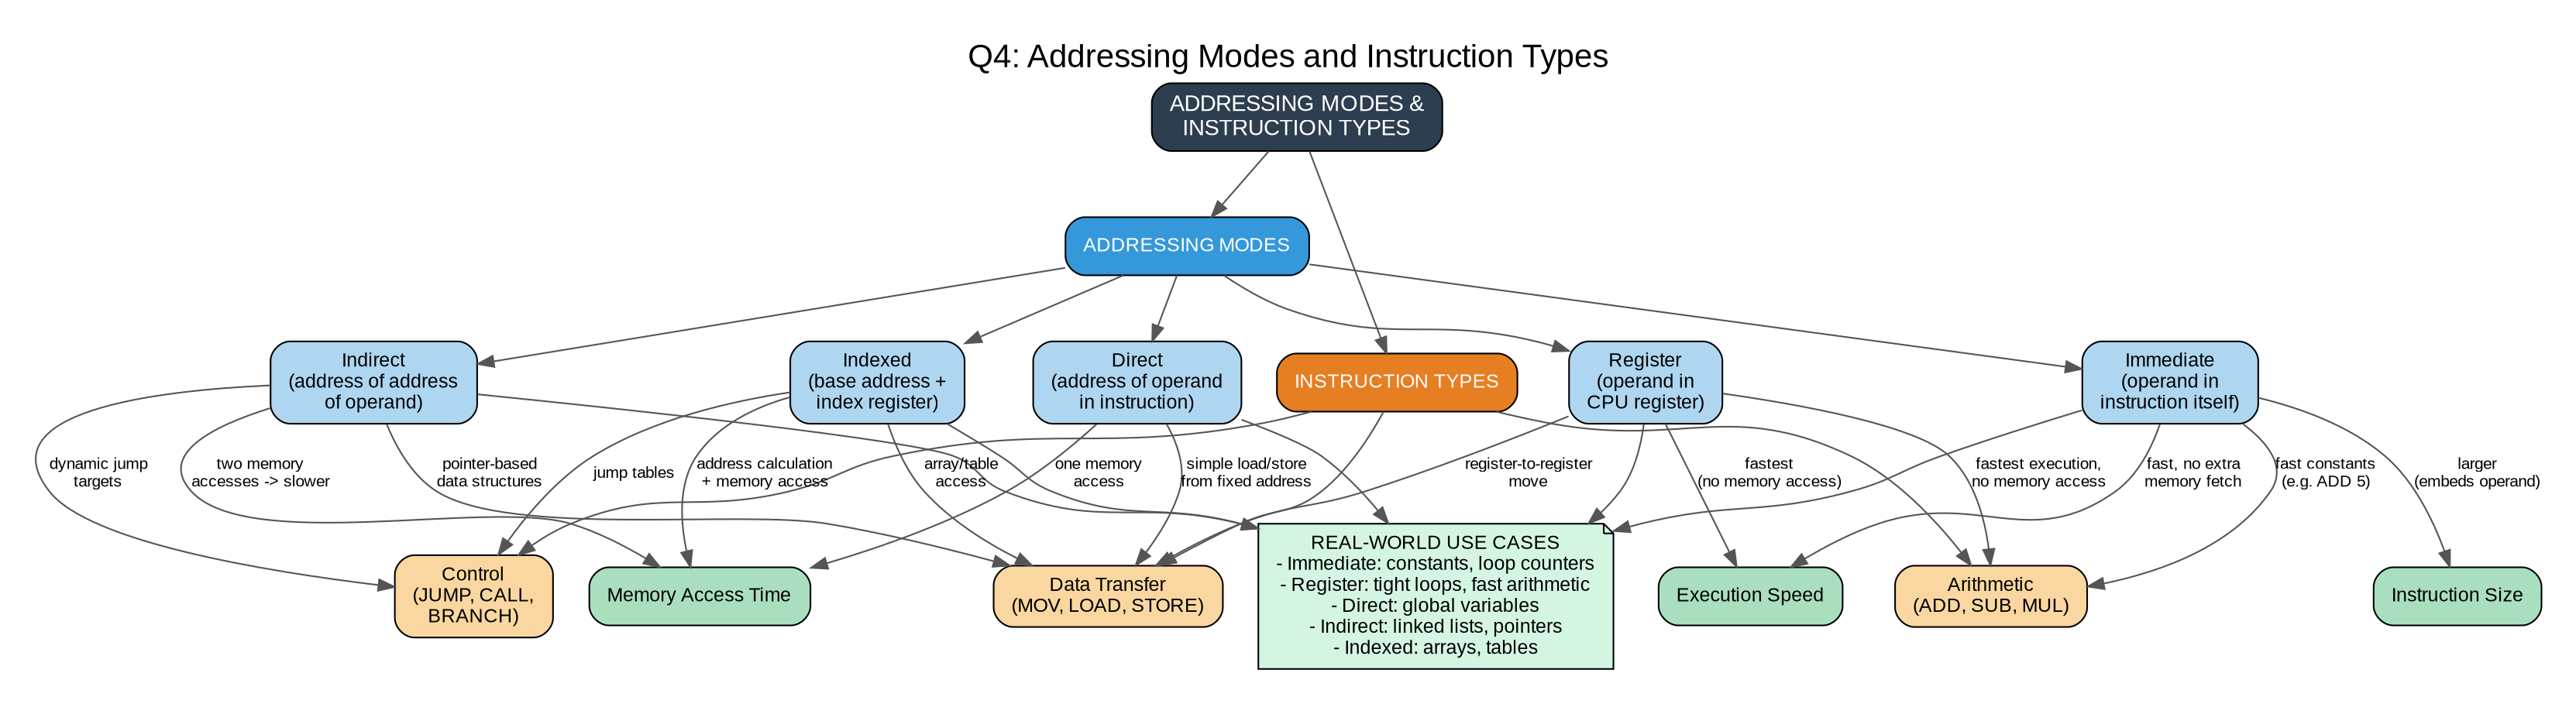 Q4: Addressing Modes and Instruction Types
ADDRESSING MODES &
INSTRUCTION TYPES
ADDRESSING MODES
Indirect
(address of address
of operand)
Indexed
(base address +
index register)
Direct
(address of operand
in instruction)
INSTRUCTION TYPES
Register
(operand in
CPU register)
Immediate
(operand in
instruction itself)
dynamic jump
targets
two memory
accesses -> slower
pointer-based
data structures
jump tables
address calculation
+ memory access
array/table
access
one memory
access
simple load/store
from fixed address
register-to-register
move
fastest
(no memory access)
fastest execution,
no memory access
fast, no extra
memory fetch
fast constants
(e.g. ADD 5)
larger
(embeds operand)
Control
(JUMP, CALL,
BRANCH)
Memory Access Time
Data Transfer
(MOV, LOAD, STORE)
REAL-WORLD USE CASES
- Immediate: constants, loop counters
- Register: tight loops, fast arithmetic
- Direct: global variables
- Indirect: linked lists, pointers
- Indexed: arrays, tables
Execution Speed
Arithmetic
(ADD, SUB, MUL)
Instruction Size